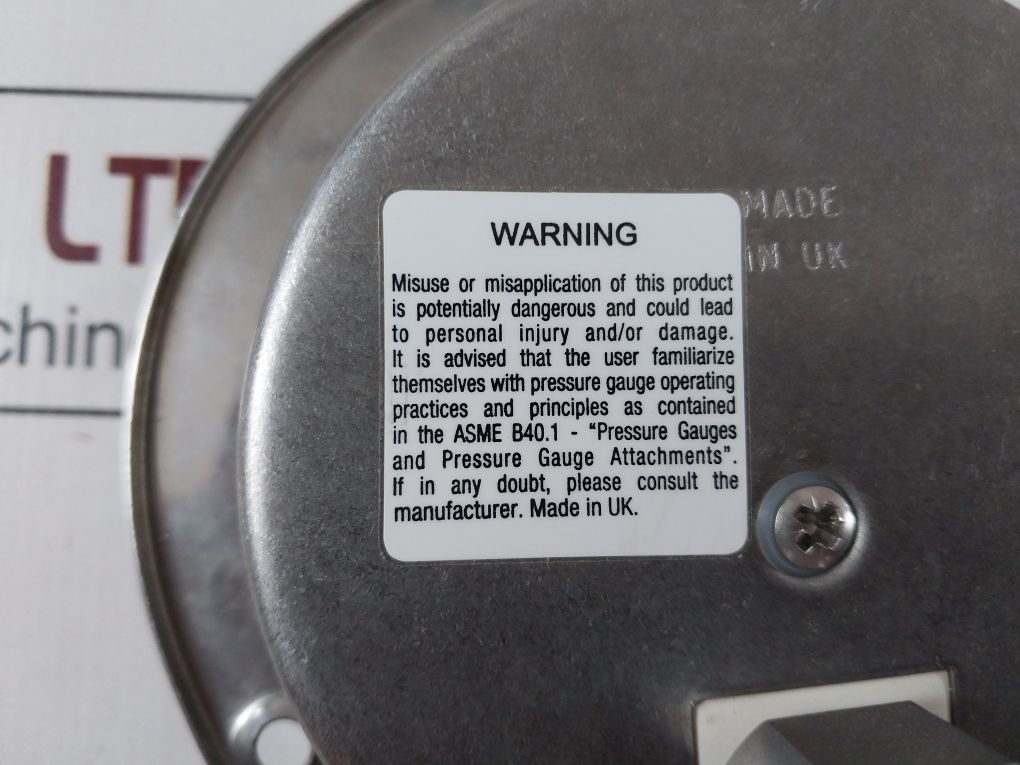 WARNING
Misuse or misapplication of this product
is potentially dangerous and could lead
to personal injury and/or damage.
It is advised that the user familiarize
themselves with pressure gauge operating
practices and principles as contained
in the ASME B40.1 - “Pressure Gauges
and Pressure Gauge Attachments”.
If in any doubt, please consult the
manufacturer. Made in UK.
MADE
IN UK